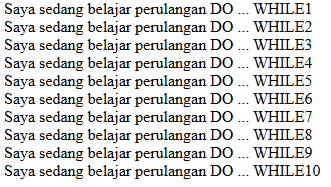 Saya sedang belajar perulangan DO ... WHILE1
Saya sedang belajar perulangan DO ... WHILE2
Saya sedang belajar perulangan DO ... WHILE3
Saya sedang belajar perulangan DO ... WHILE4
Saya sedang belajar perulangan DO ... WHILE5
Saya sedang belajar perulangan DO ... WHILE6
Saya sedang belajar perulangan DO ... WHILE7
Saya sedang belajar perulangan DO ... WHILE8
Saya sedang belajar perulangan DO ... WHILE9
Saya sedang belajar perulangan DO ... WHILE10